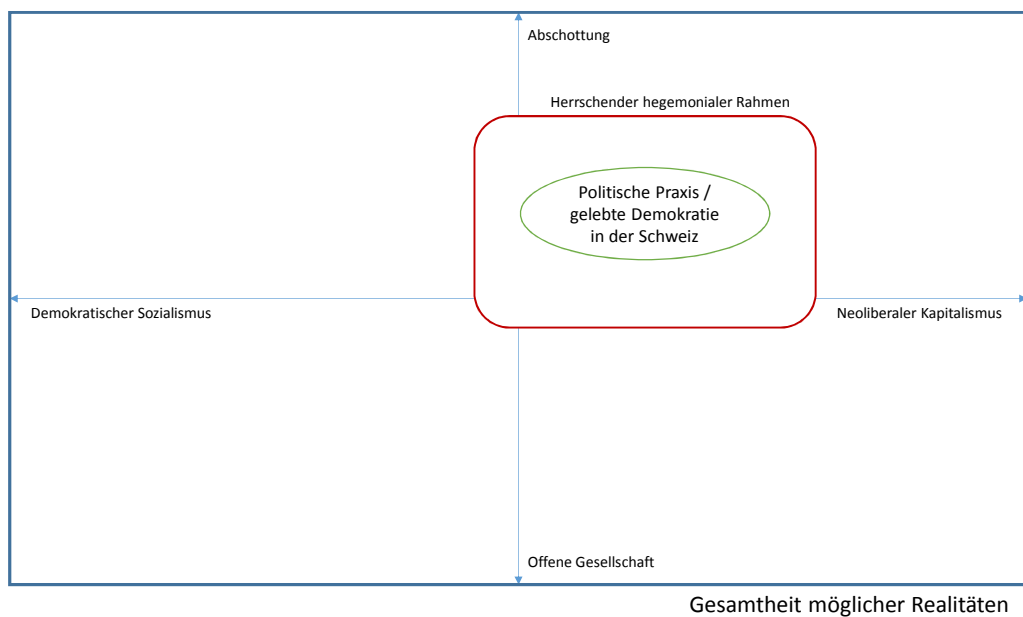 Abschottung
Herrschender hegemonialer Rahmen
Politische Praxis /
gelebte Demokratie
in der Schweiz
Demokratischer Sozialismus
Neoliberaler Kapitalismus
Offene Gesellschaft
Gesamtheit möglicher Realitäten